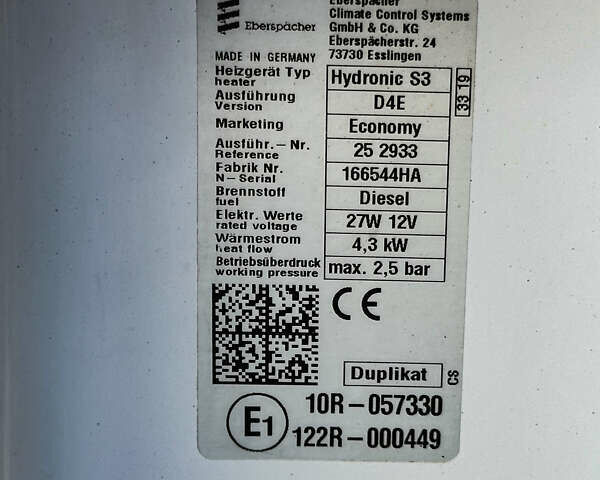 Eberspächer
Eberspächer
Climate Control Systems
GmbH & Co. KG
Eberspächerstr. 24
73730 Esslingen
MADE IN GERMANY
Heizgerät Typ
heater
Hydronic S3
33 19
Ausführung
Version
D4E
Marketing
Economy
Ausführ.-Nr.
Reference
25 2933
Fabrik Nr.
N-Serial
166544HA
Brennstoff
fuel
Diesel
Elektr. Werte
rated voltage
27W 12V
Wärmestrom
heat flow
4,3 kW
Betriebsüberdruck
working pressure
max. 2,5 bar
CE
Duplikat
CS
E1
10R-057330
122R-000449